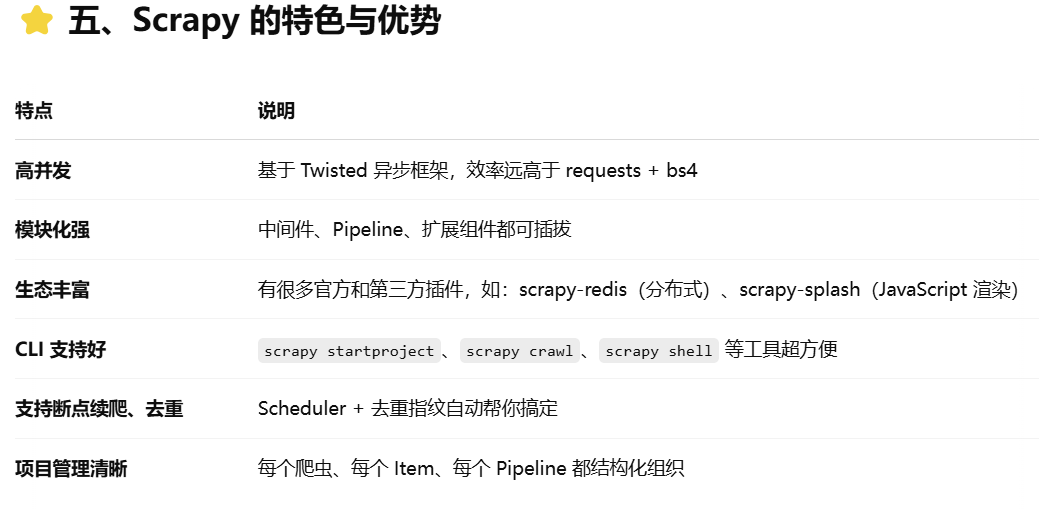 五、Scrapy 的特色与优势
特点 说明
高并发 基于 Twisted 异步框架，效率远高于 requests + bs4
模块化强 中间件、Pipeline、扩展组件都可插拔
生态丰富 有很多官方和第三方插件，如：scrapy-redis（分布式）、scrapy-splash（JavaScript 渲染）
CLI 支持好 scrapy startproject、scrapy crawl、scrapy shell 等工具超方便
支持断点续爬、去重 Scheduler + 去重指纹自动帮你搞定
项目管理清晰 每个爬虫、每个 Item、每个 Pipeline 都结构化组织